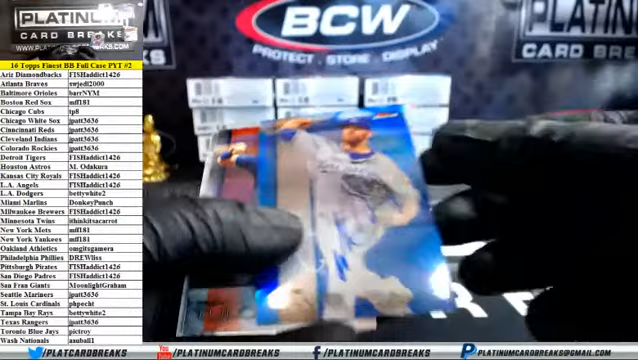 PLATINUM
CARD BREAKS
BCW
PROTECT . STORE . DISPLAY
PLATINUM
CARD BREAKS
16 Topps Finest BB Full Case PYT #2
Ariz Diamondbacks FISHaddict1426
Atlanta Braves swjedi2000
Baltimore Orioles barrNYM
Boston Red Sox mff181
Chicago Cubs tp8
Chicago White Sox jpatt3636
Cinncinati Reds jpatt3636
Cleveland Indians jpatt3636
Colorado Rockies jpatt3636
Detroit Tigers FISHaddict1426
Houston Astros M. Odakura
Kansas City Royals FISHaddict1426
L.A. Angels FISHaddict1426
L.A. Dodgers bettywhite2
Miami Marlins DonkeyPunch
Milwaukee Brewers FISHaddict1426
Minnesota Twins ithinkitsacarrot
New York Mets mff181
New York Yankees mff181
Oakland Athletics omgitsgamera
Philadelphia Phillies DREWliss
Pittsburgh Pirates FISHaddict1426
San Diego Padres FISHaddict1426
San Fran Giants MoonlightGraham
Seattle Mariners jpatt3636
St. Louis Cardinals phpecht
Tampa Bay Rays bettywhite2
Texas Rangers jpatt3636
Toronto Blue Jays pictroy
Wash Nationals auuball1
/PLATCARDBREAKS /PLATINUMCARDBREAKS /PLATINUMCARDBREAKS PLATINUMCARDBREAKS@GMAIL.COM